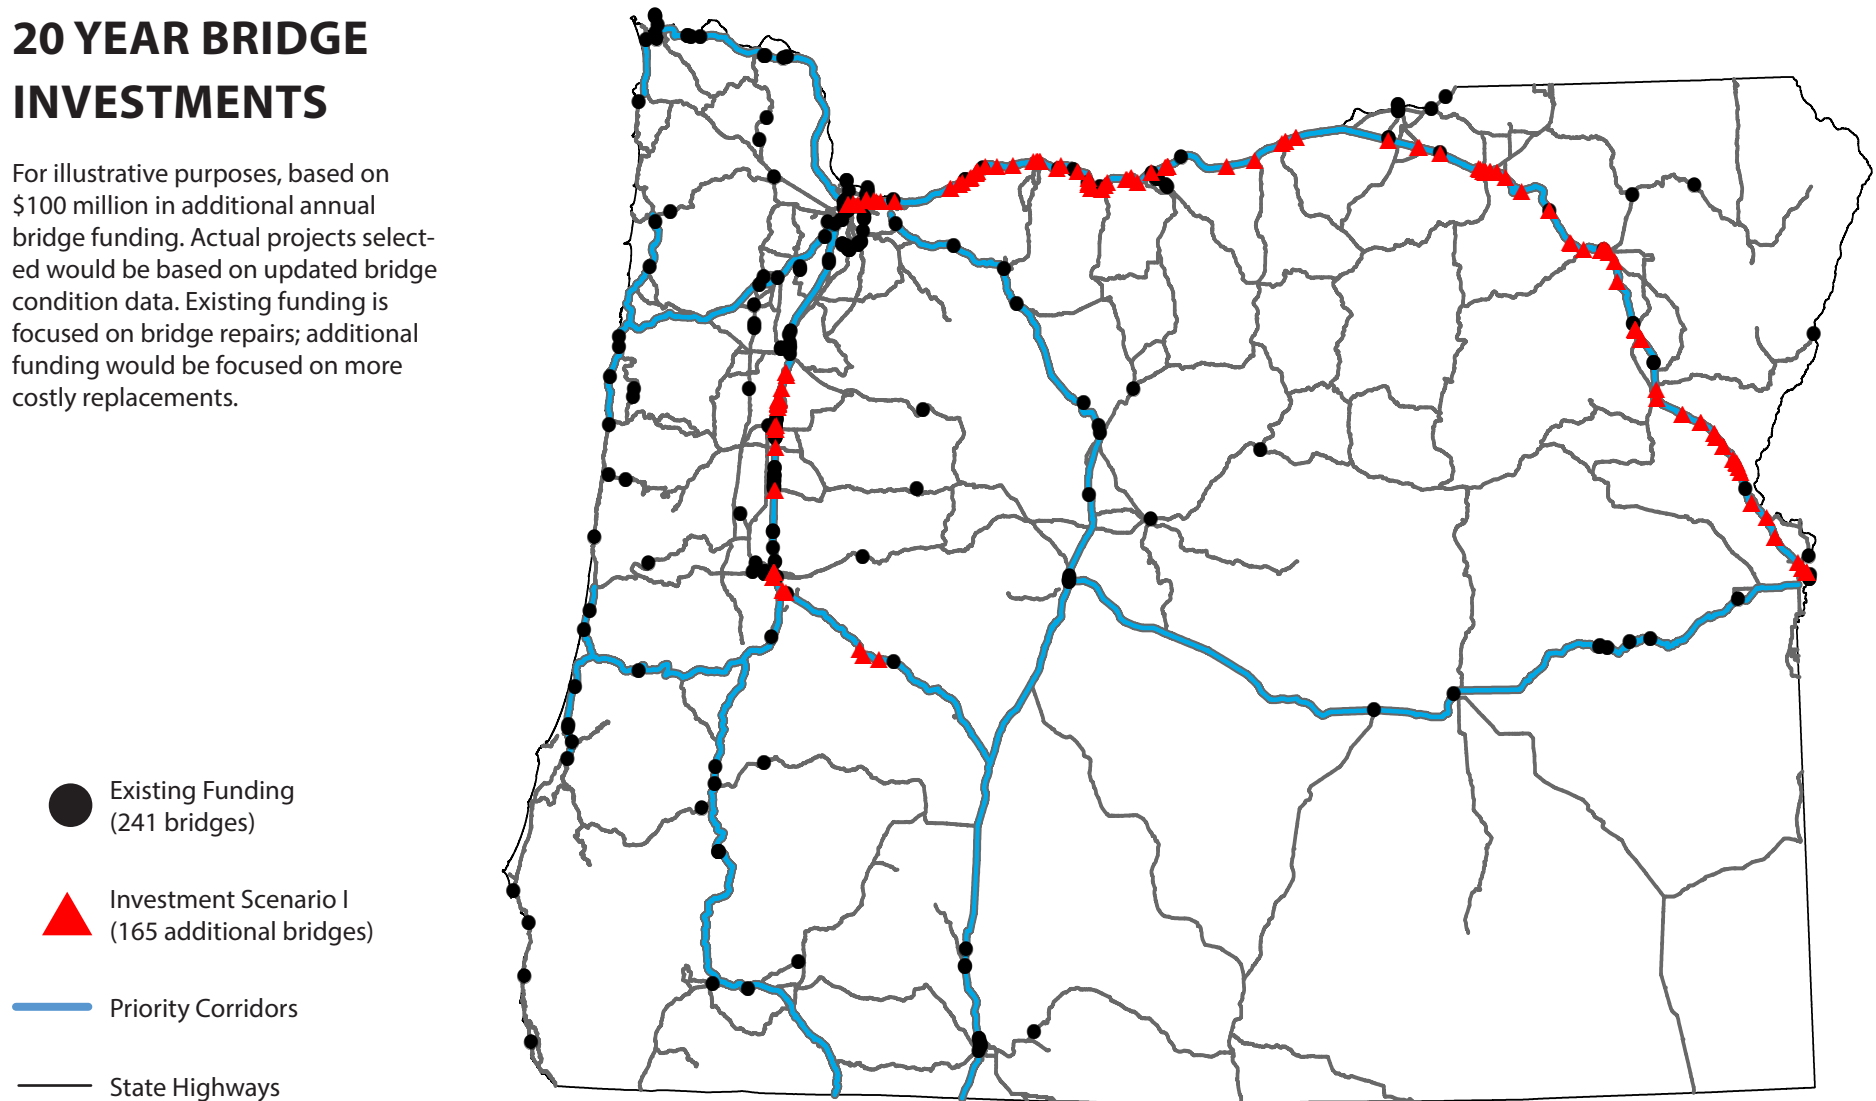 20 YEAR BRIDGE
INVESTMENTS
For illustrative purposes, based on
$100 million in additional annual
bridge funding. Actual projects select-
ed would be based on updated bridge
condition data. Existing funding is
focused on bridge repairs; additional
funding would be focused on more
costly replacements.
Existing Funding
(241 bridges)
Investment Scenario I
(165 additional bridges)
Priority Corridors
State Highways